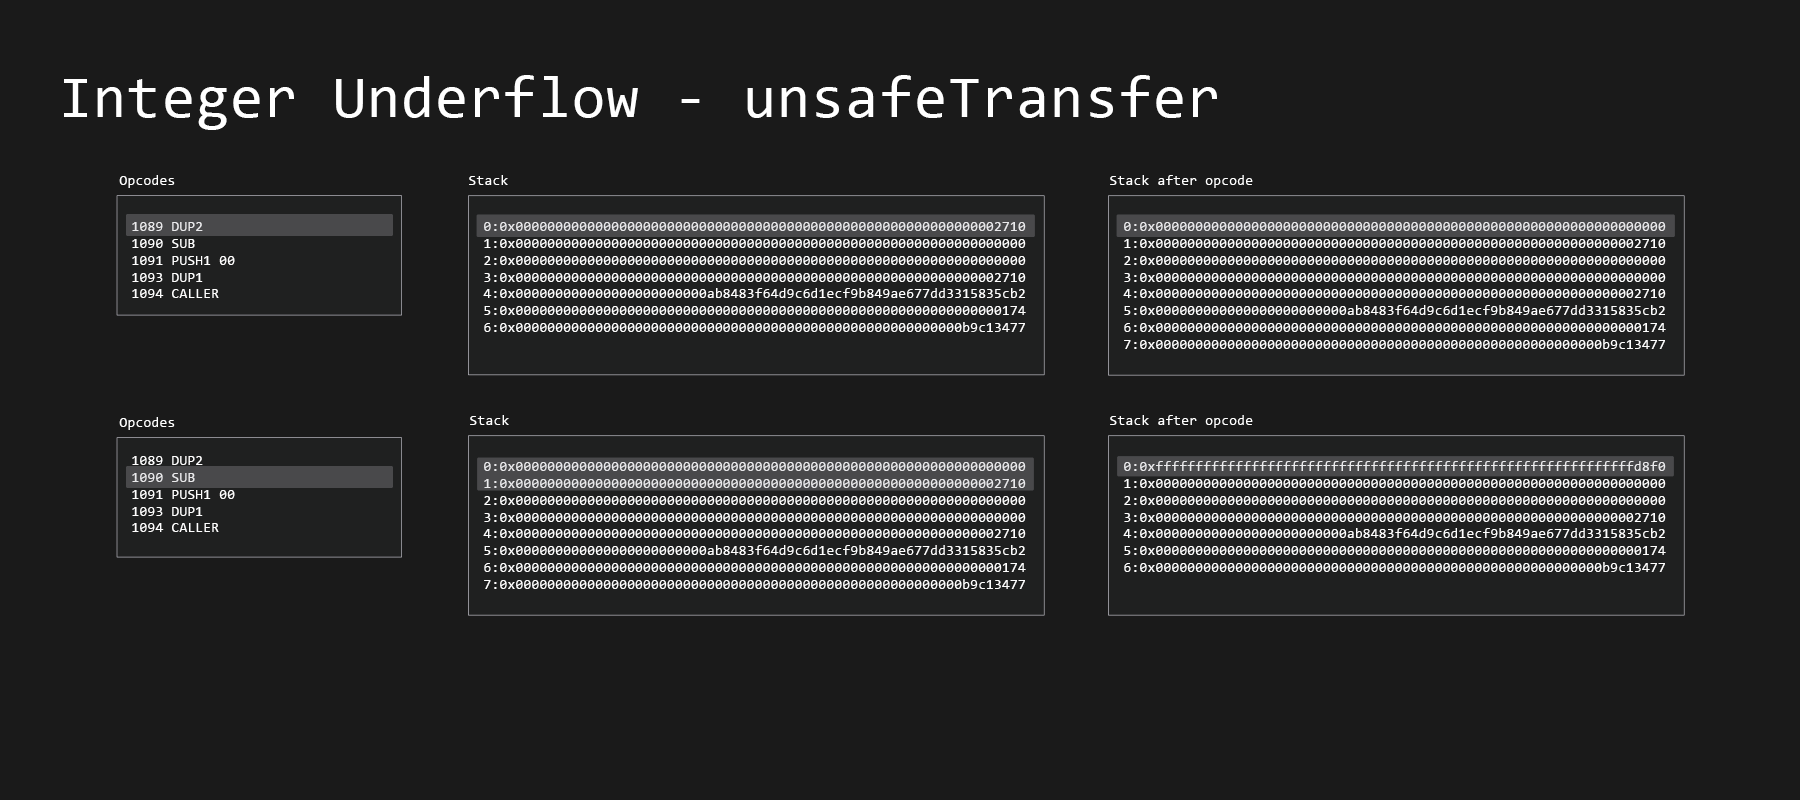 Integer Underflow - unsafeTransfer
Opcodes
1089 DUP2
1090 SUB
1091 PUSH1 00
1093 DUP1
1094 CALLER
Stack
0:0x0000000000000000000000000000000000000000000000000000000000002710
1:0x0000000000000000000000000000000000000000000000000000000000000000
2:0x0000000000000000000000000000000000000000000000000000000000000000
3:0x0000000000000000000000000000000000000000000000000000000000002710
4:0x000000000000000000000000ab8483f64d9c6d1ecf9b849ae677dd3315835cb2
5:0x0000000000000000000000000000000000000000000000000000000000000174
6:0x00000000000000000000000000000000000000000000000000000000b9c13477
Stack after opcode
0:0x0000000000000000000000000000000000000000000000000000000000000000
1:0x0000000000000000000000000000000000000000000000000000000000002710
2:0x0000000000000000000000000000000000000000000000000000000000000000
3:0x0000000000000000000000000000000000000000000000000000000000000000
4:0x0000000000000000000000000000000000000000000000000000000000002710
5:0x000000000000000000000000ab8483f64d9c6d1ecf9b849ae677dd3315835cb2
6:0x0000000000000000000000000000000000000000000000000000000000000174
7:0x00000000000000000000000000000000000000000000000000000000b9c13477
Opcodes
1089 DUP2
1090 SUB
1091 PUSH1 00
1093 DUP1
1094 CALLER
Stack
0:0x0000000000000000000000000000000000000000000000000000000000000000
1:0x0000000000000000000000000000000000000000000000000000000000002710
2:0x0000000000000000000000000000000000000000000000000000000000000000
3:0x0000000000000000000000000000000000000000000000000000000000000000
4:0x0000000000000000000000000000000000000000000000000000000000002710
5:0x000000000000000000000000ab8483f64d9c6d1ecf9b849ae677dd3315835cb2
6:0x0000000000000000000000000000000000000000000000000000000000000174
7:0x00000000000000000000000000000000000000000000000000000000b9c13477
Stack after opcode
0:0xffffffffffffffffffffffffffffffffffffffffffffffffffffffffffffd8f0
1:0x0000000000000000000000000000000000000000000000000000000000000000
2:0x0000000000000000000000000000000000000000000000000000000000000000
3:0x0000000000000000000000000000000000000000000000000000000000002710
4:0x000000000000000000000000ab8483f64d9c6d1ecf9b849ae677dd3315835cb2
5:0x0000000000000000000000000000000000000000000000000000000000000174
6:0x00000000000000000000000000000000000000000000000000000000b9c13477